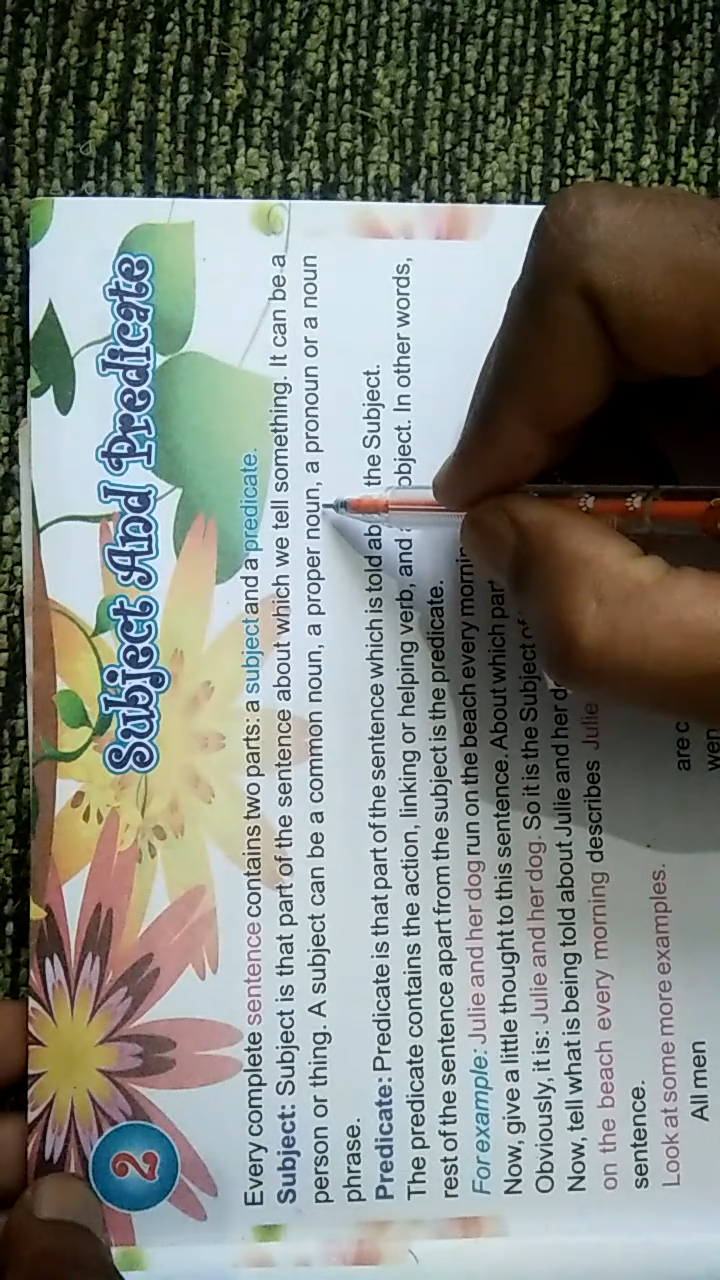 2
Subject And Predicate
Every complete sentence contains two parts: a subject and a predicate.
Subject: Subject is that part of the sentence about which we tell something. It can be a
person or thing. A subject can be a common noun, a proper noun, a pronoun or a noun
phrase.
Predicate: Predicate is that part of the sentence which is told the Subject.
The predicate contains the action, linking or helping verb, and object. In other words,
rest of the sentence apart from the subject is the predicate.
For example: Julie and her dog run on the beach every
Now, give a little thought to this sentence. About which
Obviously, it is: Julie and her dog. So it is the Subject
Now, tell what is being told about Julie and her
on the beach every morning describes Julie
sentence.
Look at some more examples.
All men are